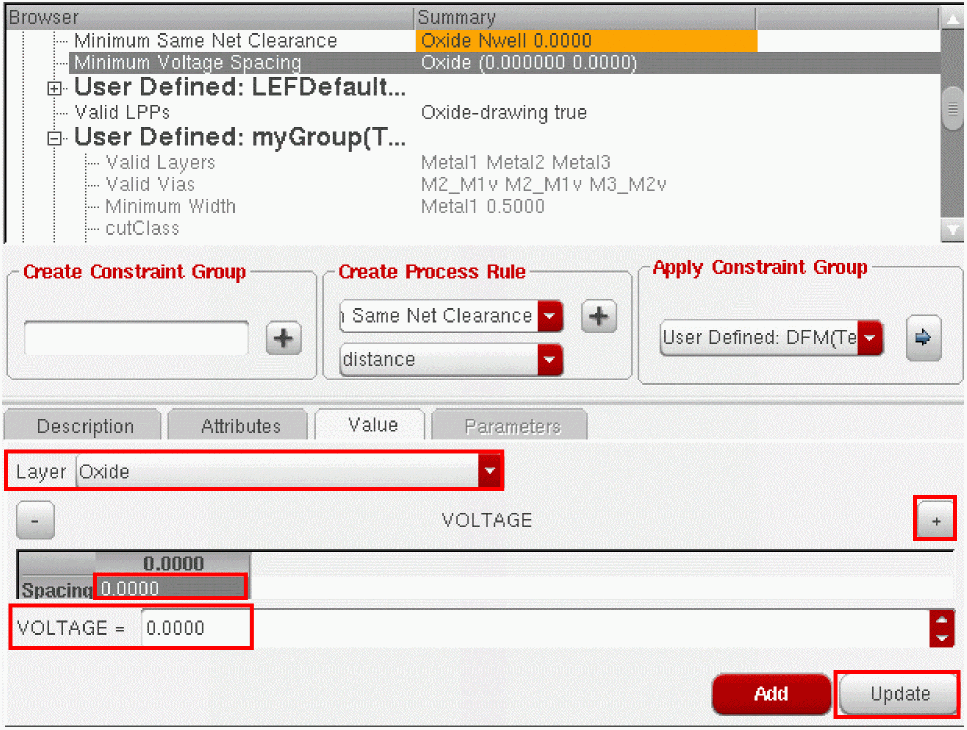 Browser Summary
Minimum Same Net Clearance Oxide Nwell 0.0000
Minimum Voltage Spacing Oxide (0.000000 0.0000)
User Defined: LEFDefault...
Valid LPPs Oxide-drawing true
User Defined: myGroup(T...
Valid Layers Metal1 Metal2 Metal3
Valid Vias M2_M1v M2_M1v M3_M2v
Minimum Width Metal1 0.5000
cutClass
Create Constraint Group Create Process Rule Apply Constraint Group
Same Net Clearance + User Defined: DFM(Te
+
distance
Description Attributes Value Parameters
Layer Oxide
- VOLTAGE +
0.0000
Spacing 0.0000
VOLTAGE = 0.0000
Add Update